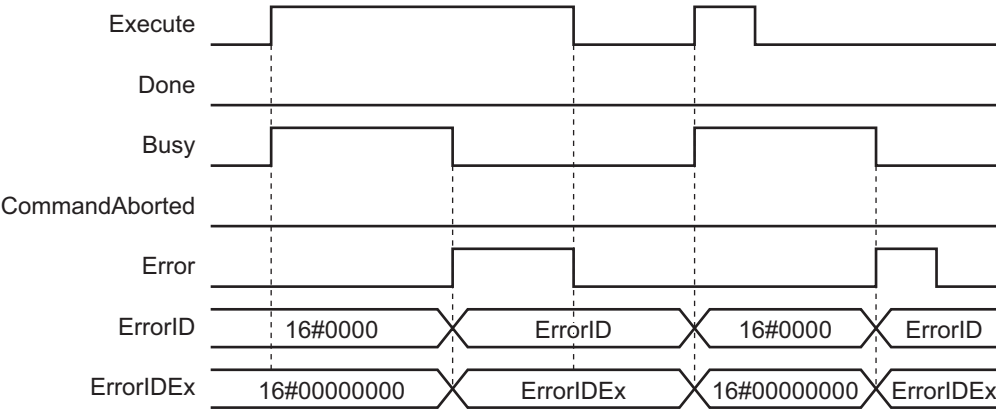 Execute
Done
Busy
CommandAborted
Error
ErrorID 16#0000 ErrorID 16#0000 ErrorID
ErrorIDEx 16#00000000 ErrorIDEx 16#00000000 ErrorIDEx